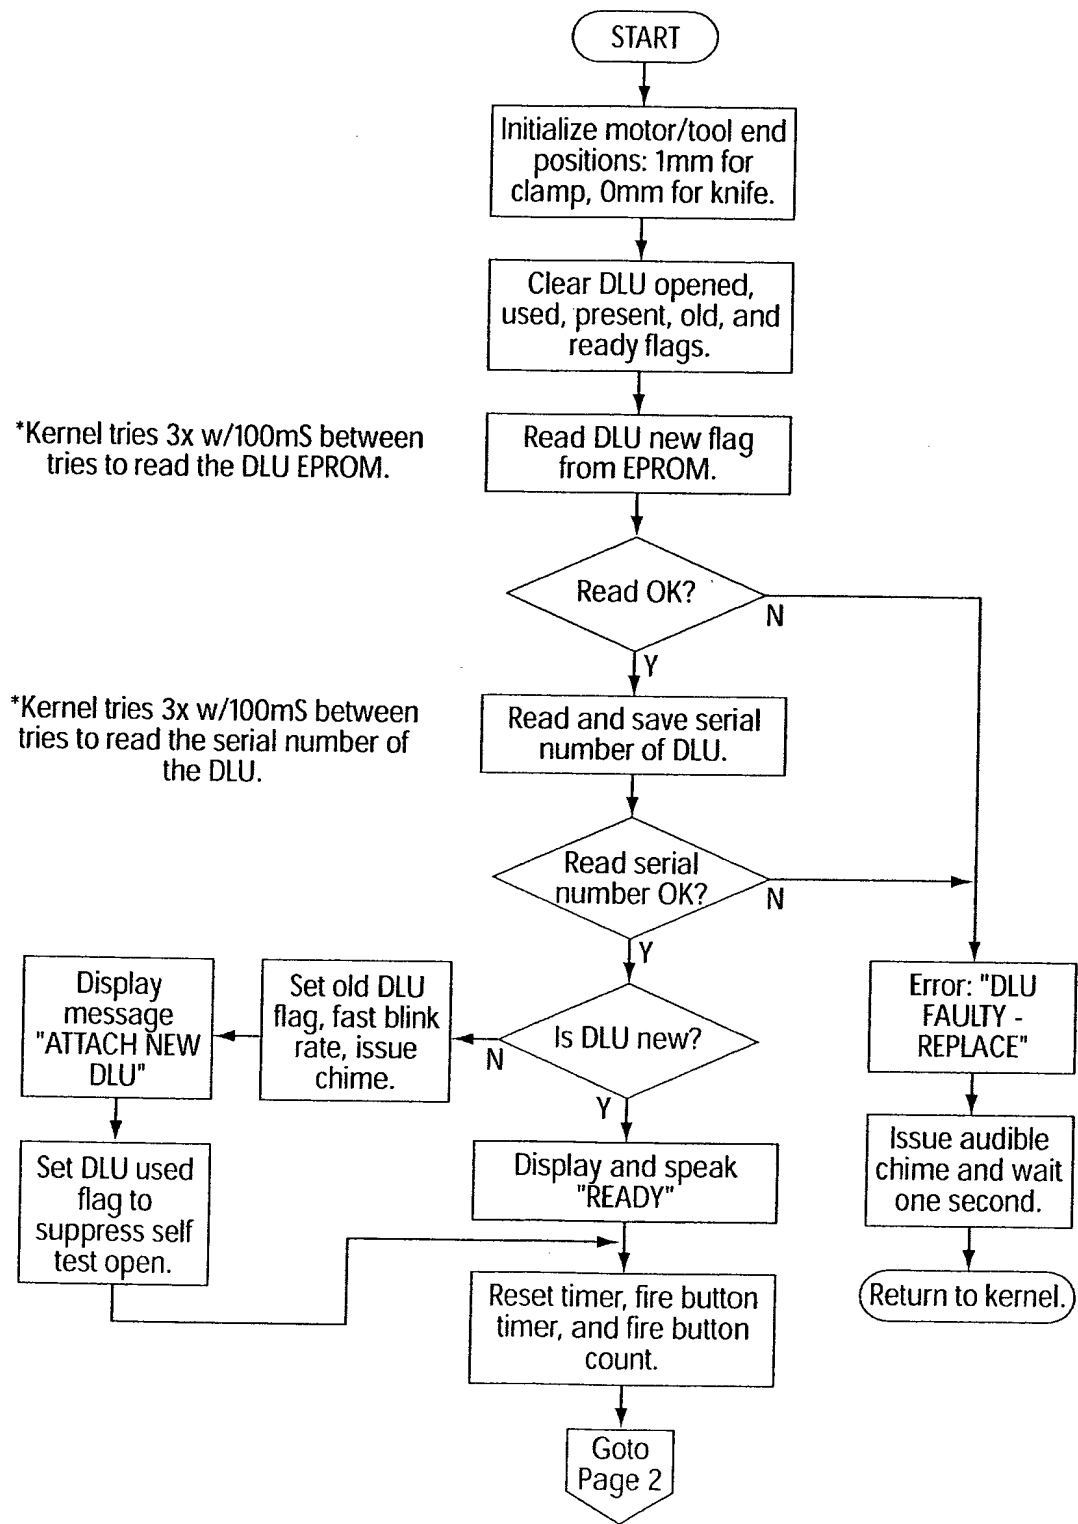 START
Initialize motor/tool end
positions: 1mm for
clamp, 0mm for knife.
Clear DLU opened,
used, present, old, and
ready flags.
*Kernel tries 3x w/100mS between
tries to read the DLU EPROM.
Read DLU new flag
from EPROM.
Read OK?
N
Y
*Kernel tries 3x w/100mS between
tries to read the serial number of
the DLU.
Read and save serial
number of DLU.
Read serial
number OK?
N
Y
Display
message
"ATTACH NEW
DLU"
Set old DLU
flag, fast blink
rate, issue
chime.
Is DLU new?
N
Y
Error: "DLU
FAULTY -
REPLACE"
Set DLU used
flag to
suppress self
test open.
Display and speak
"READY"
Issue audible
chime and wait
one second.
Reset timer, fire button
timer, and fire button
count.
Return to kernel.
Goto
Page 2